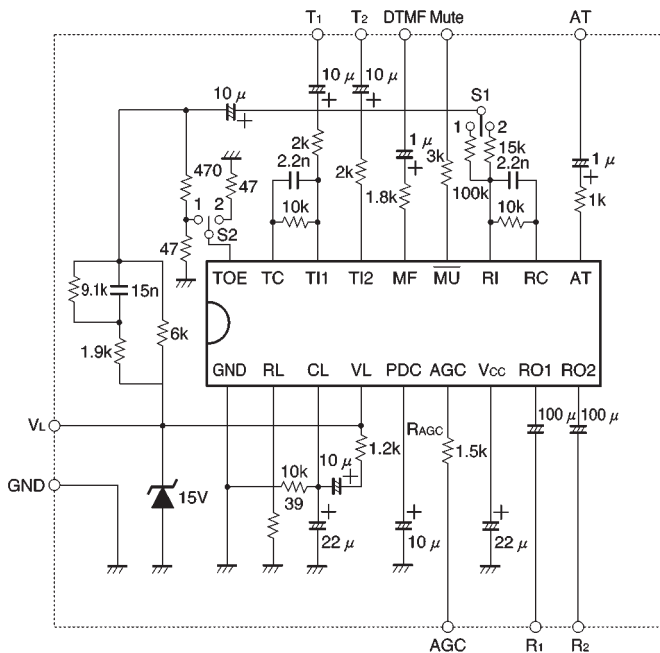 T1 T2 DTMF Mute AT
10 μ 10 μ 10 μ S1
+ + +
1 2
2k 1 μ 15k 1 μ
2.2n + 3k 2.2n +
470 47 2k 1.8k 100k 1k
1 2 10k 10k
S2
47
TOE TC TI1 TI2 MF MU RI RC AT
9.1k 15n
6k
1.9k
GND RL CL VL PDC AGC VCC RO1 RO2
100 μ 100 μ
VL RAGC
1.2k 1.5k
10k 10 μ +
GND
15V 39
+ + +
22 μ 10 μ 22 μ
AGC R1 R2